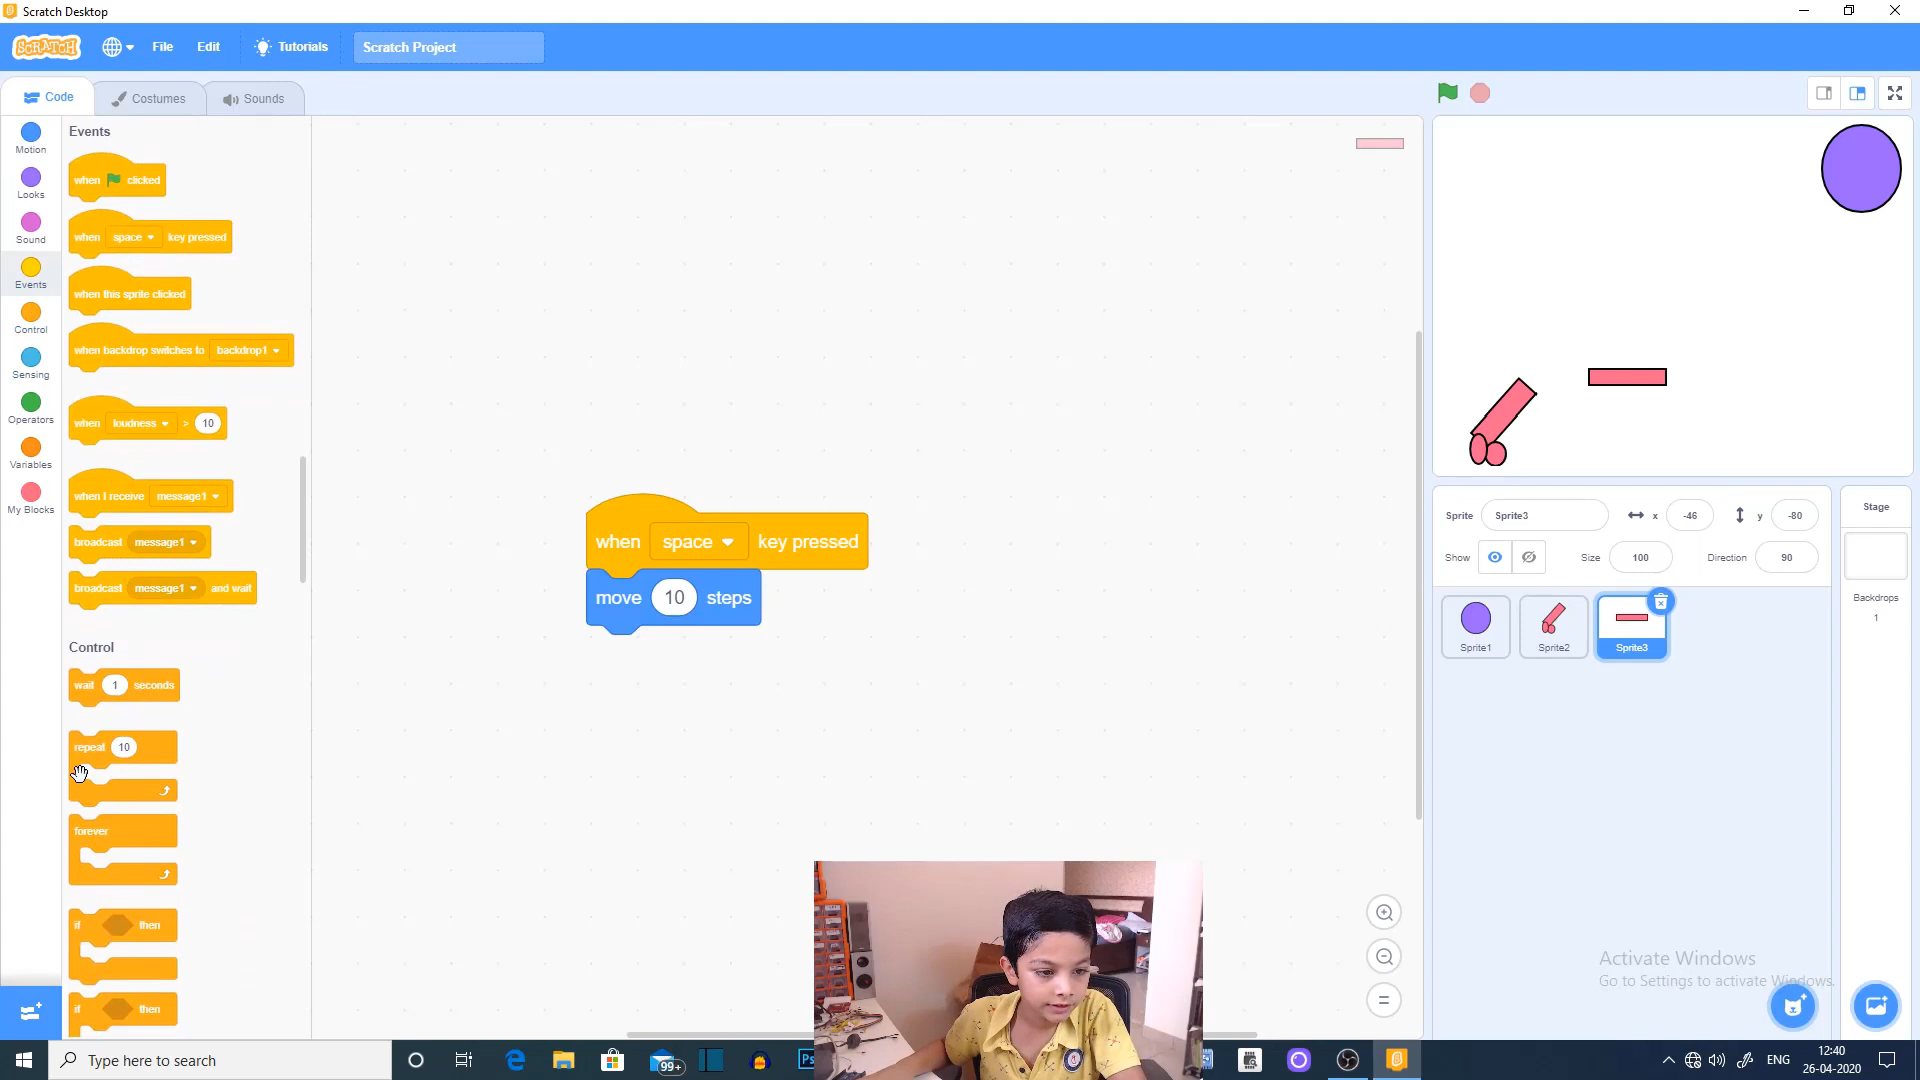 Scratch Desktop
SCRATCH
File
Edit
Tutorials
Scratch Project
Code
Costumes
Sounds
Motion
Looks
Sound
Events
Control
Sensing
Operators
Variables
My Blocks
Events
when clicked
when space key pressed
when this sprite clicked
when backdrop switches to backdrop1
when loudness > 10
when I receive message1
broadcast message1
broadcast message1 and wait
Control
wait 1 seconds
repeat 10
forever
if then
if then
when space key pressed
move 10 steps
Sprite Sprite3 x -46 y -80
Show Size 100 Direction 90
Sprite1
Sprite2
Sprite3
Stage
Backdrops
1
Activate Windows
Go to Settings to activate Windows.
Type here to search
99+
Ps
ENG
12:40
26-04-2020